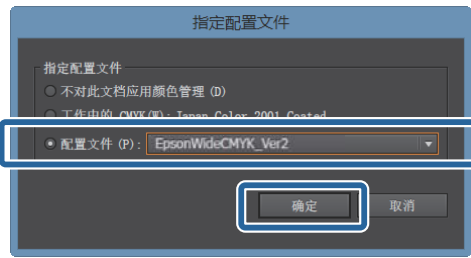 指定配置文件
指定配置文件
不对此文档应用颜色管理 (D)
工作中的 CMYK(W): Japan Color 2001 Coated
配置文件 (P): EpsonWideCMYK_Ver2
确定 取消